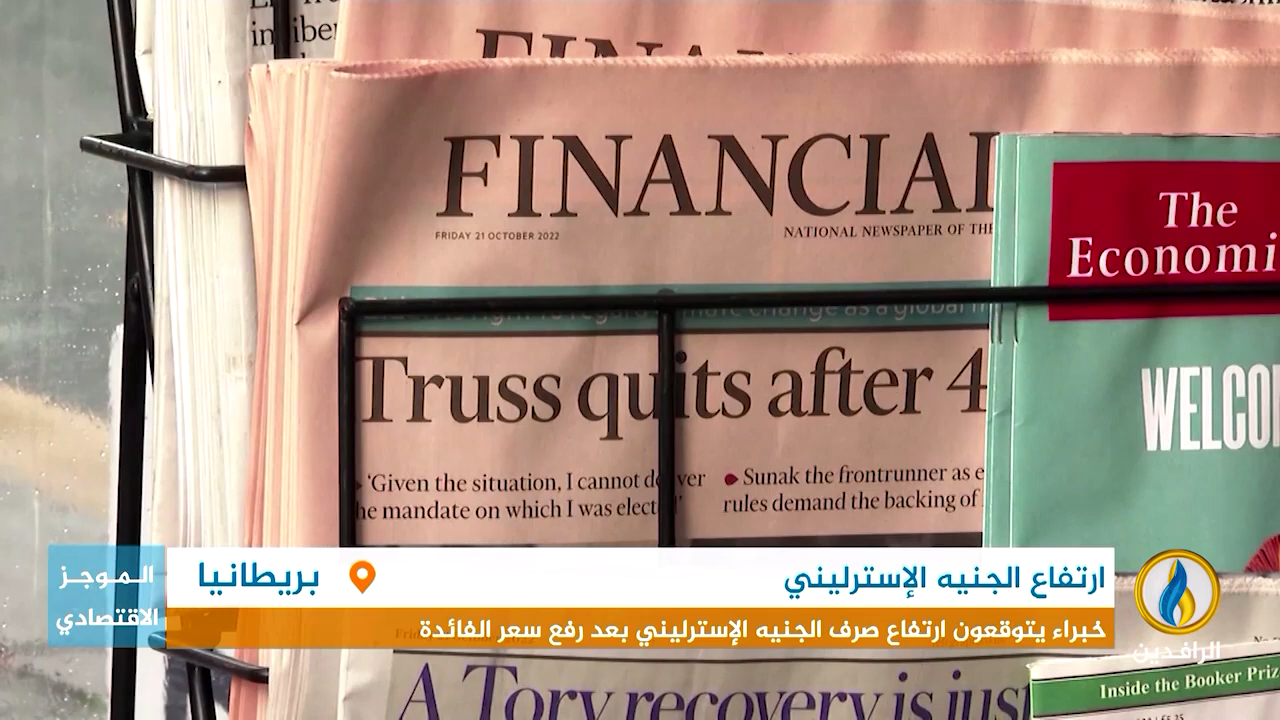 FINANCIAL
FRIDAY 21 OCTOBER 2022
NATIONAL NEWSPAPER OF THE
Truss quits after 4
'Given the situation, I cannot deliver
the mandate on which I was elected'
Sunak the frontrunner as
rules demand the backing of
The
Economi
WELCO
ارتفاع الجنيه الإسترليني
بريطانيا
خبراء يتوقعون ارتفاع صرف الجنيه الإسترليني بعد رفع سعر الفائدة
الموجز
الاقتصادي
الرافدين
A Tory recovery is just
Inside the Booker Priz